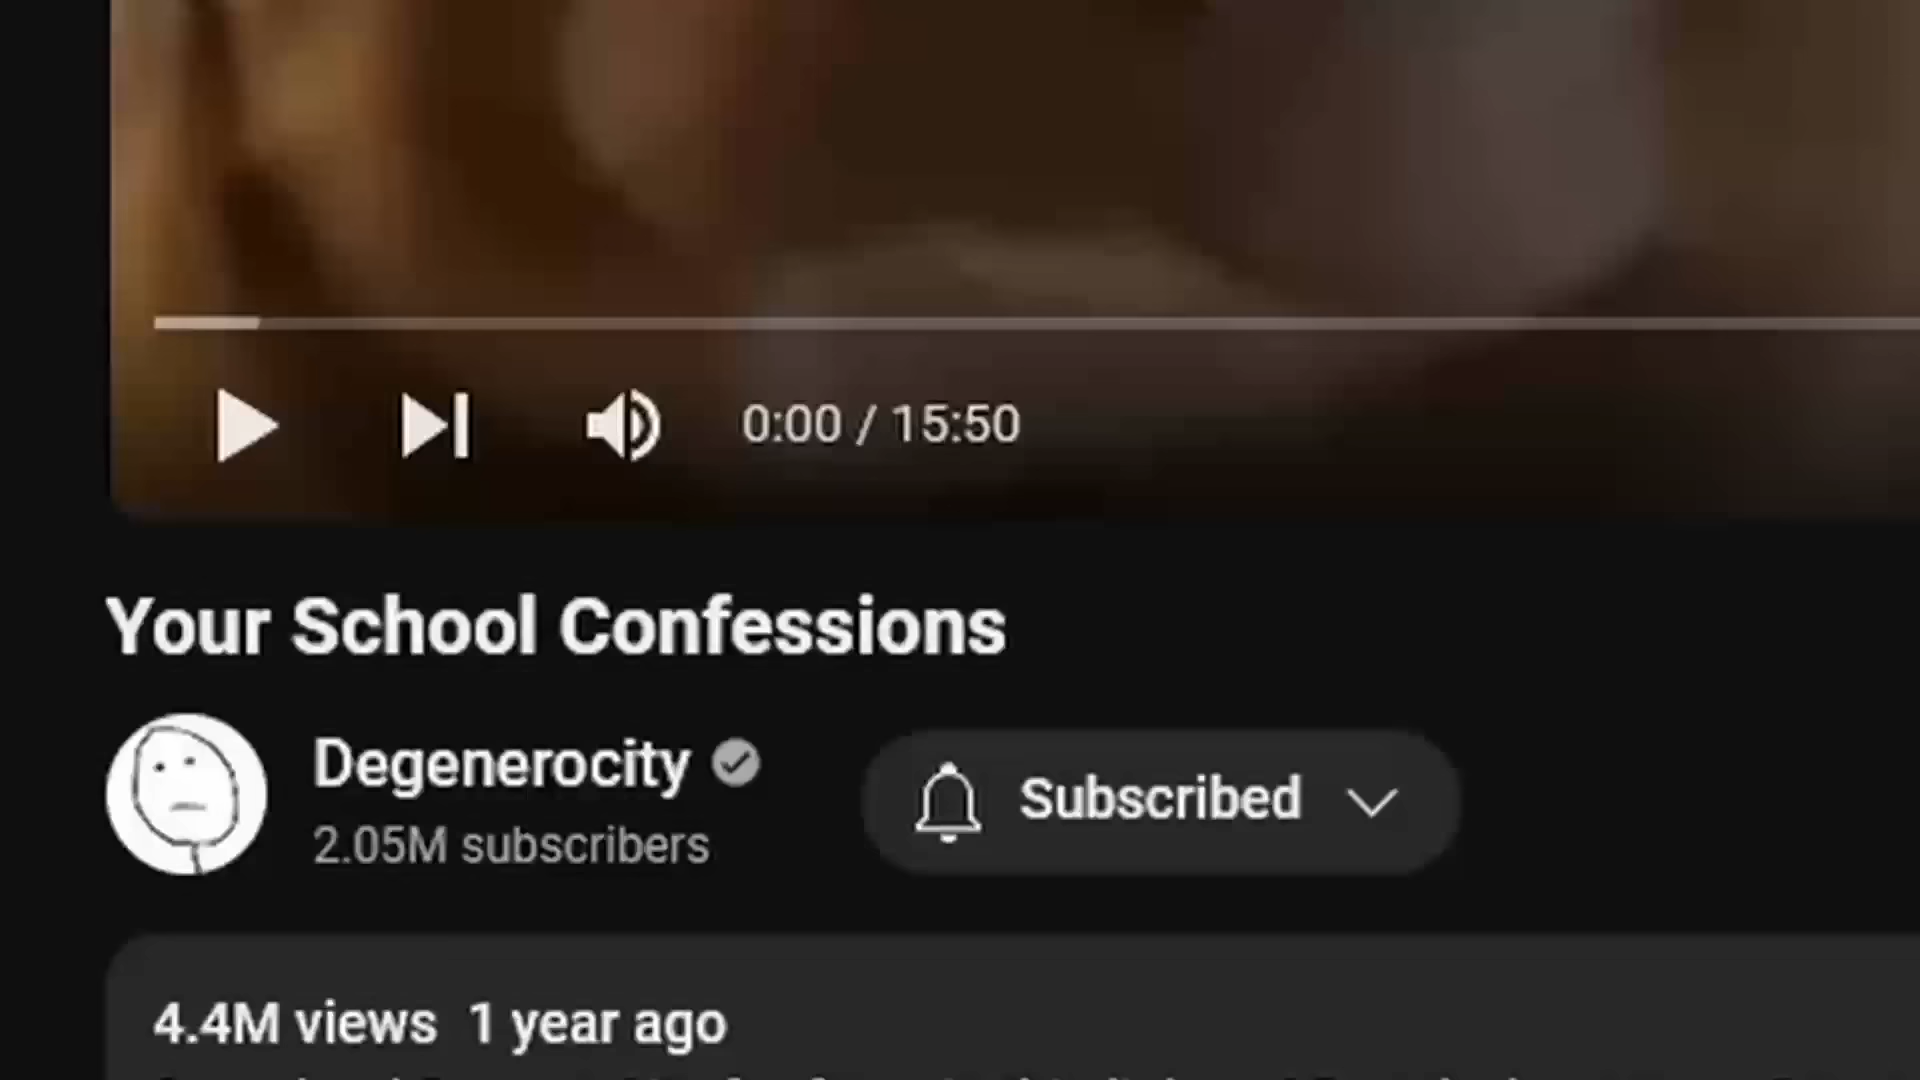 0:00 / 15:50
Your School Confessions
Degenerocity
2.05M subscribers
Subscribed
4.4M views 1 year ago